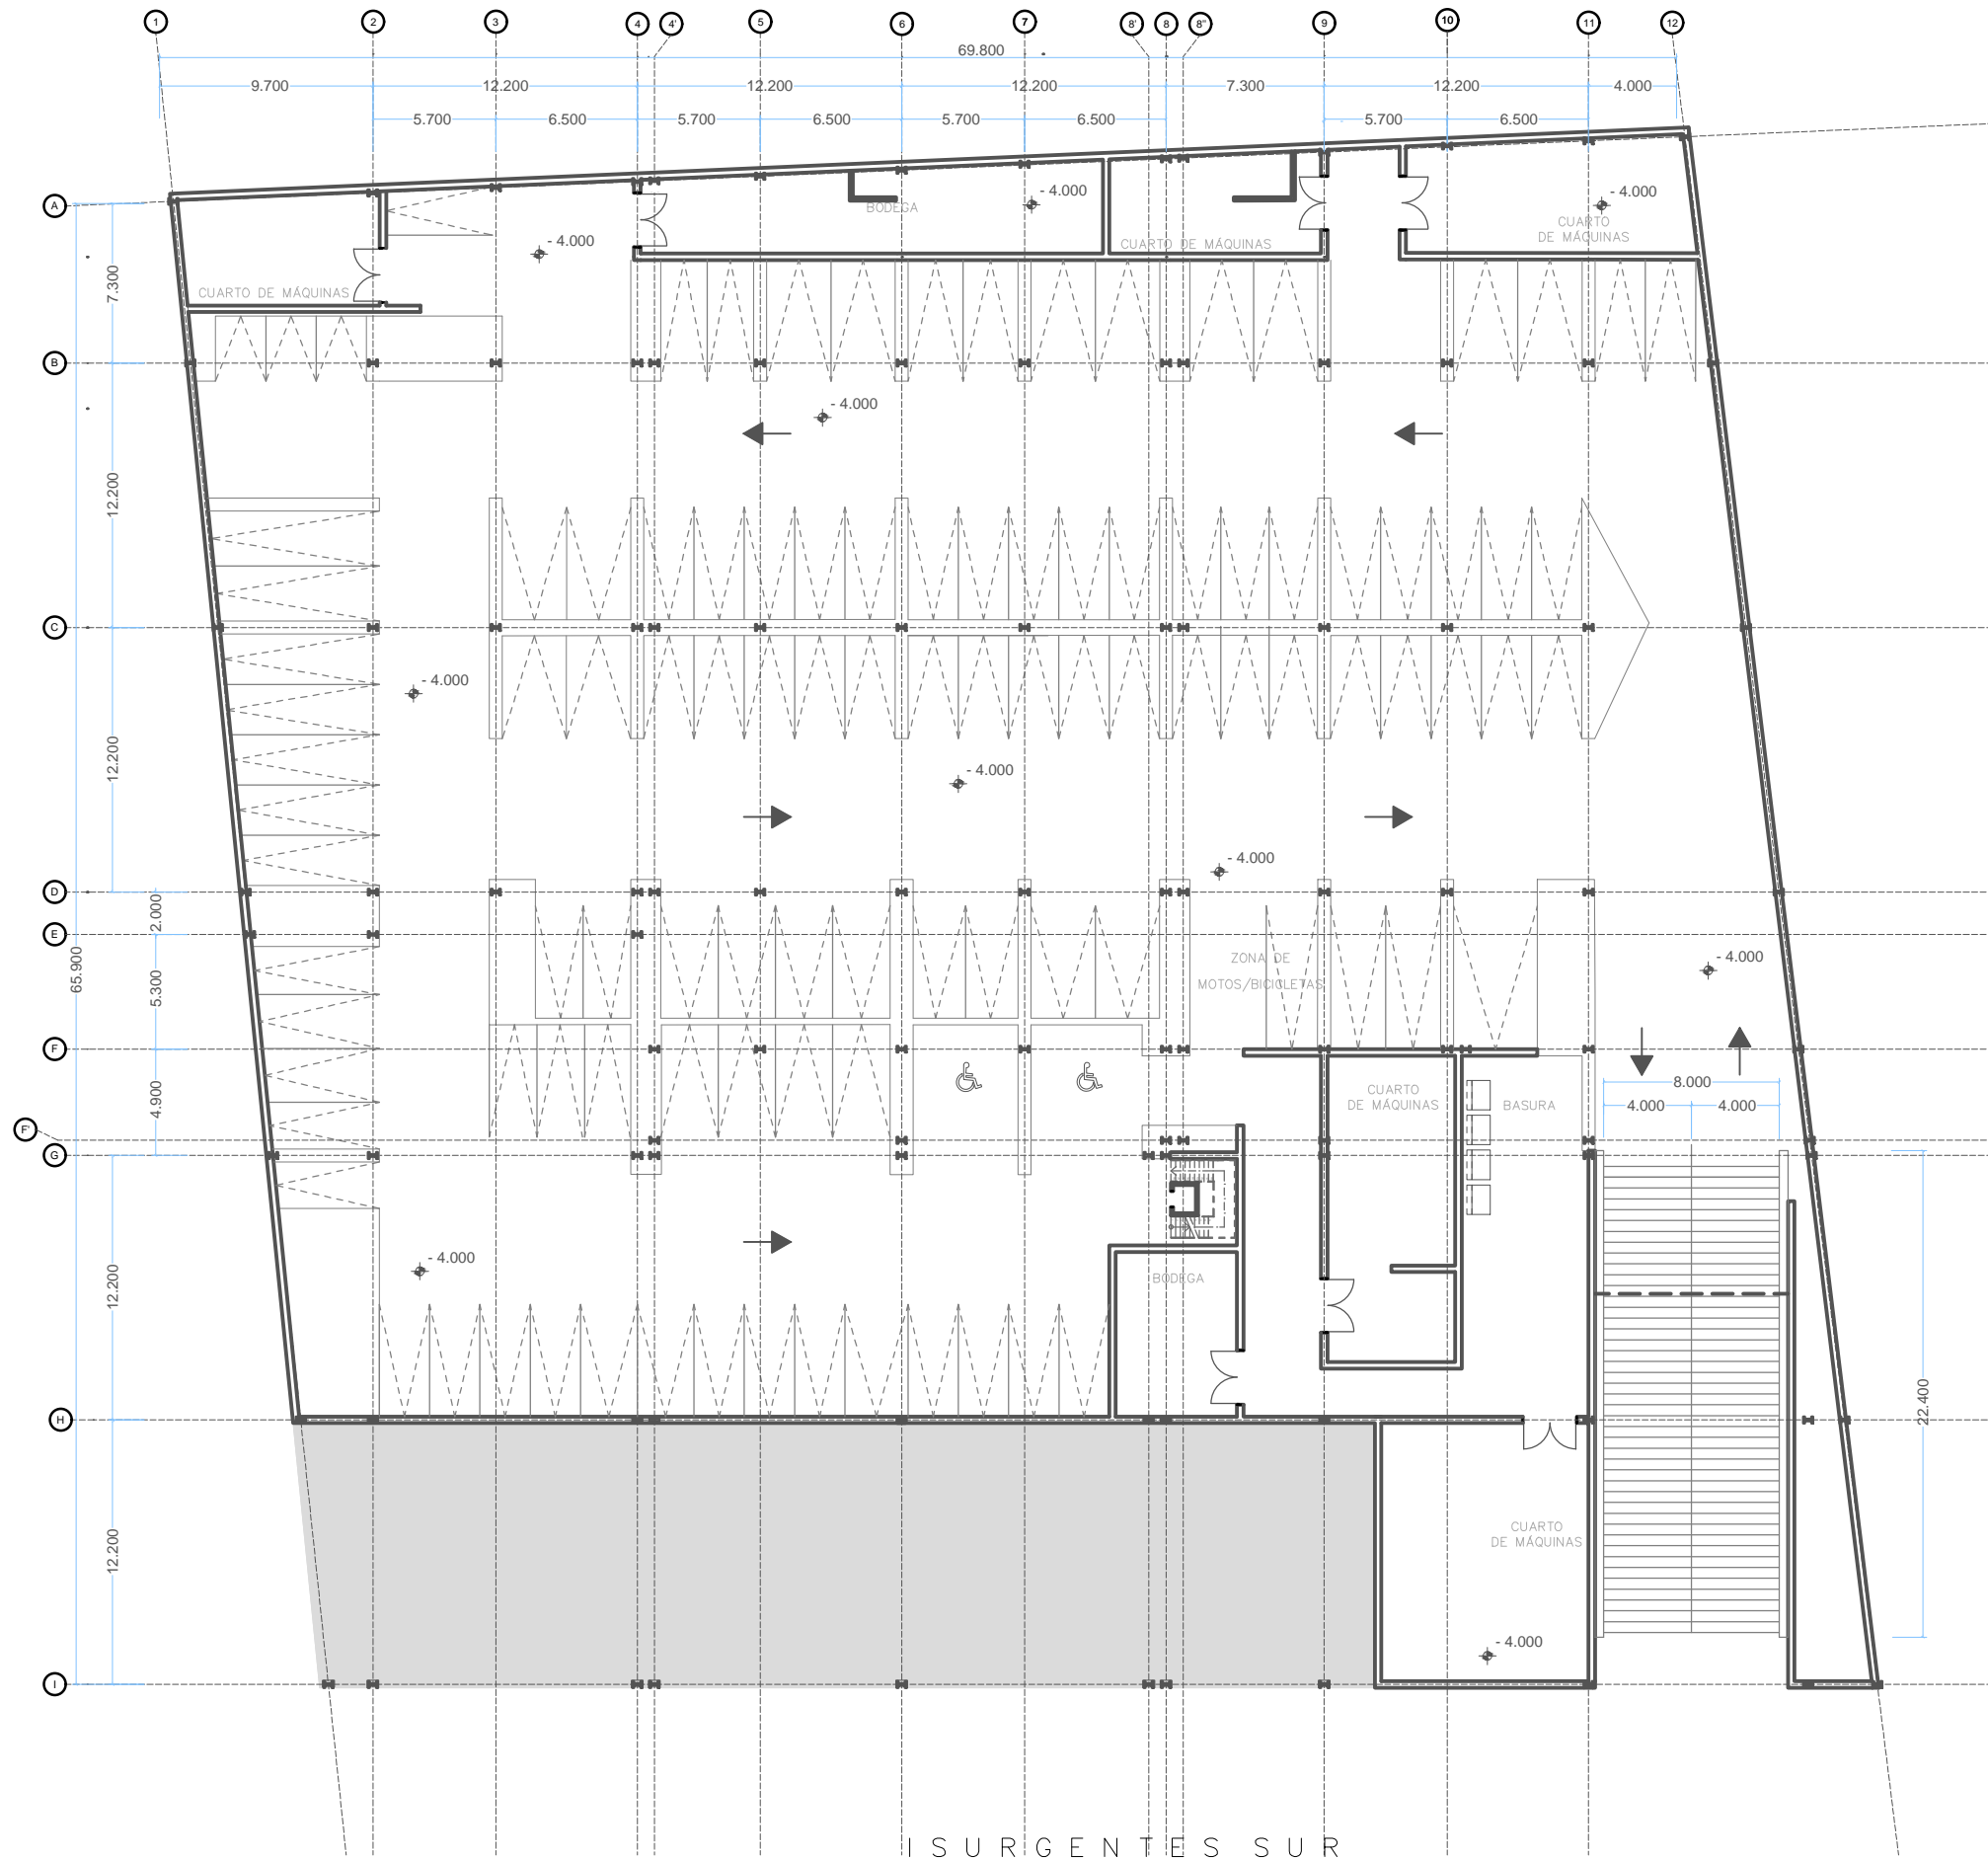 1 2 3 4 4' 5 6 7 8' 8 8" 9 10 11 12
69.800
9.700 12.200 12.200 12.200 7.300 12.200 4.000
5.700 6.500 5.700 6.500 5.700 6.500 5.700 6.500
A
- 4.000
- 4.000
BODEGA
CUARTO
DE MÁQUINAS
- 4.000
CUARTO DE MÁQUINAS
7.300
CUARTO DE MÁQUINAS
B
- 4.000
12.200
C
- 4.000
12.200
- 4.000
- 4.000
D
2.000
E
65.900
5.300
ZONA DE
MOTOS/BICICLETAS
- 4.000
F
4.900
8.000
4.000 4.000
CUARTO
DE MÁQUINAS
BASURA
F'
G
- 4.000
12.200
BODEGA
22.400
H
12.200
CUARTO
DE MÁQUINAS
- 4.000
I
ISURGENTES SUR